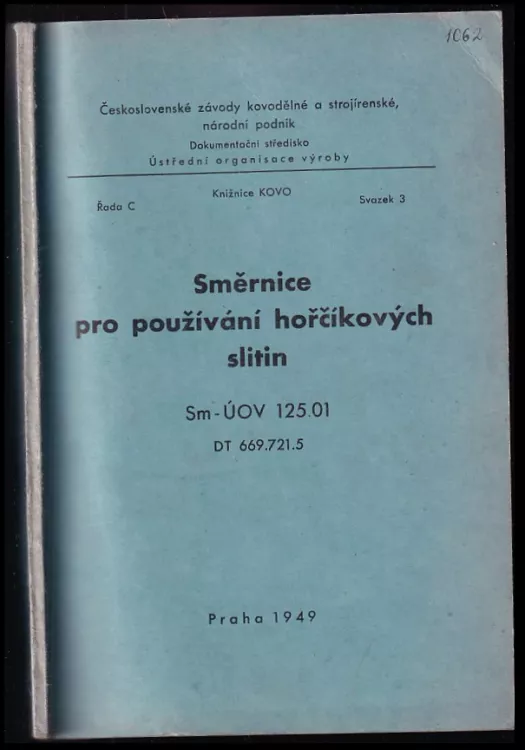 1062
Československé závody kovodělné a strojírenské,
národní podnik
Dokumentační středisko
Ústřední organisace výroby
Knižnice KOVO
Řada C
Svazek 3
Směrnice
pro používání hořčíkových
slitin
Sm-ÚOV 125.01
DT 669.721.5
Praha 1949